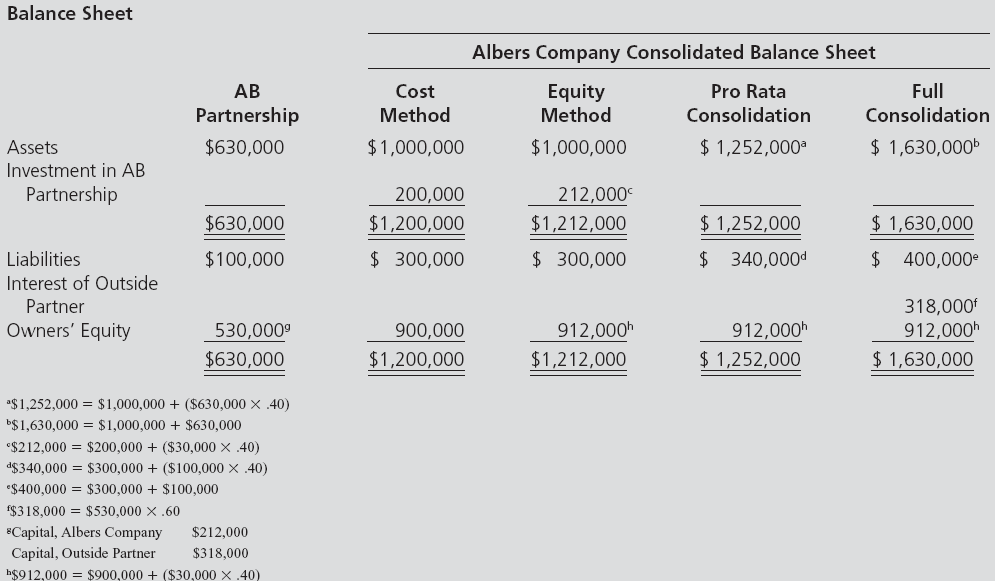 Balance Sheet
Albers Company Consolidated Balance Sheet
AB Cost Equity Pro Rata Full
Partnership Method Method Consolidation Consolidation
Assets $630,000 $1,000,000 $1,000,000 $ 1,252,000ᵃ $ 1,630,000ᵇ
Investment in AB
Partnership 200,000 212,000ᶜ
$630,000 $1,200,000 $1,212,000 $ 1,252,000 $ 1,630,000
Liabilities $100,000 $ 300,000 $ 300,000 $ 340,000ᵈ $ 400,000ᵉ
Interest of Outside
Partner 318,000ᶠ
Owners’ Equity 530,000ᵍ 900,000 912,000ʰ 912,000ʰ 912,000ʰ
$630,000 $1,200,000 $1,212,000 $ 1,252,000 $ 1,630,000
ᵃ$1,252,000 = $1,000,000 + ($630,000 × .40)
ᵇ$1,630,000 = $1,000,000 + $630,000
ᶜ$212,000 = $200,000 + ($30,000 × .40)
ᵈ$340,000 = $300,000 + ($100,000 × .40)
ᵉ$400,000 = $300,000 + $100,000
ᶠ$318,000 = $530,000 × .60
ᵍCapital, Albers Company $212,000
Capital, Outside Partner $318,000
ʰ$912,000 = $900,000 + ($30,000 × .40)